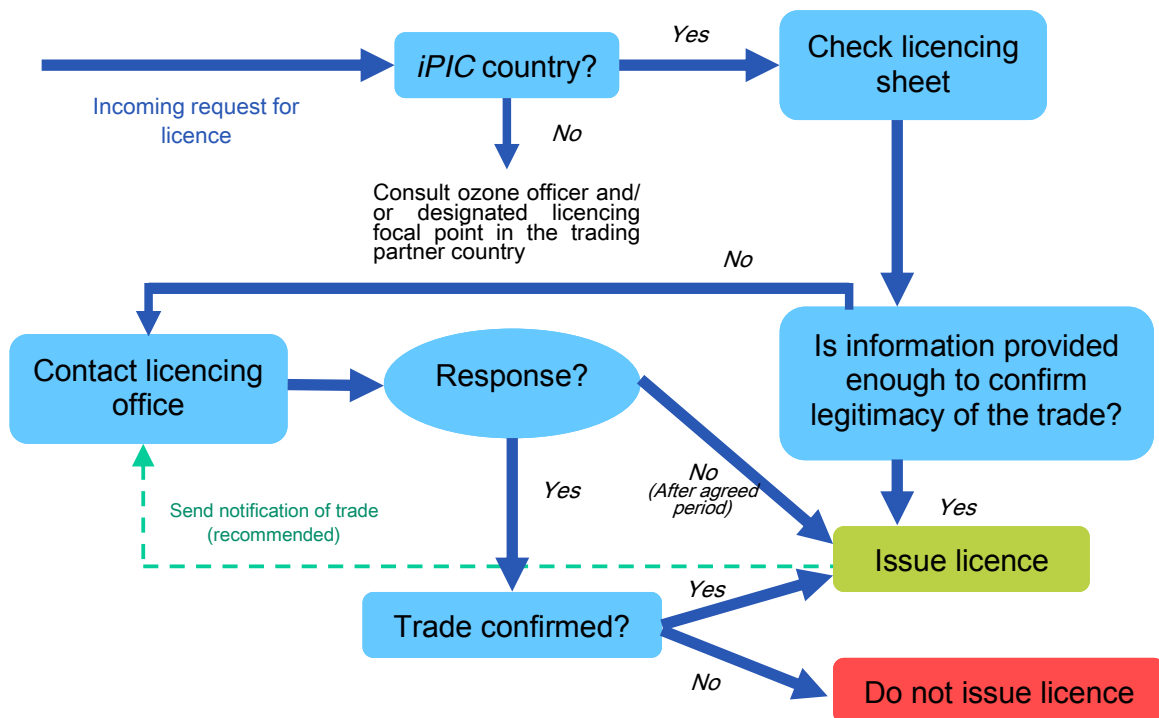 iPIC country?
Yes
Check licencing
sheet
Incoming request for
licence
No
Consult ozone officer and/
or designated licencing
focal point in the trading
partner country
No
Is information provided
enough to confirm
legitimacy of the trade?
Contact licencing
office
Response?
No
(After agreed
period)
Yes
Yes
Send notification of trade
(recommended)
Issue licence
Trade confirmed?
Yes
No
Do not issue licence